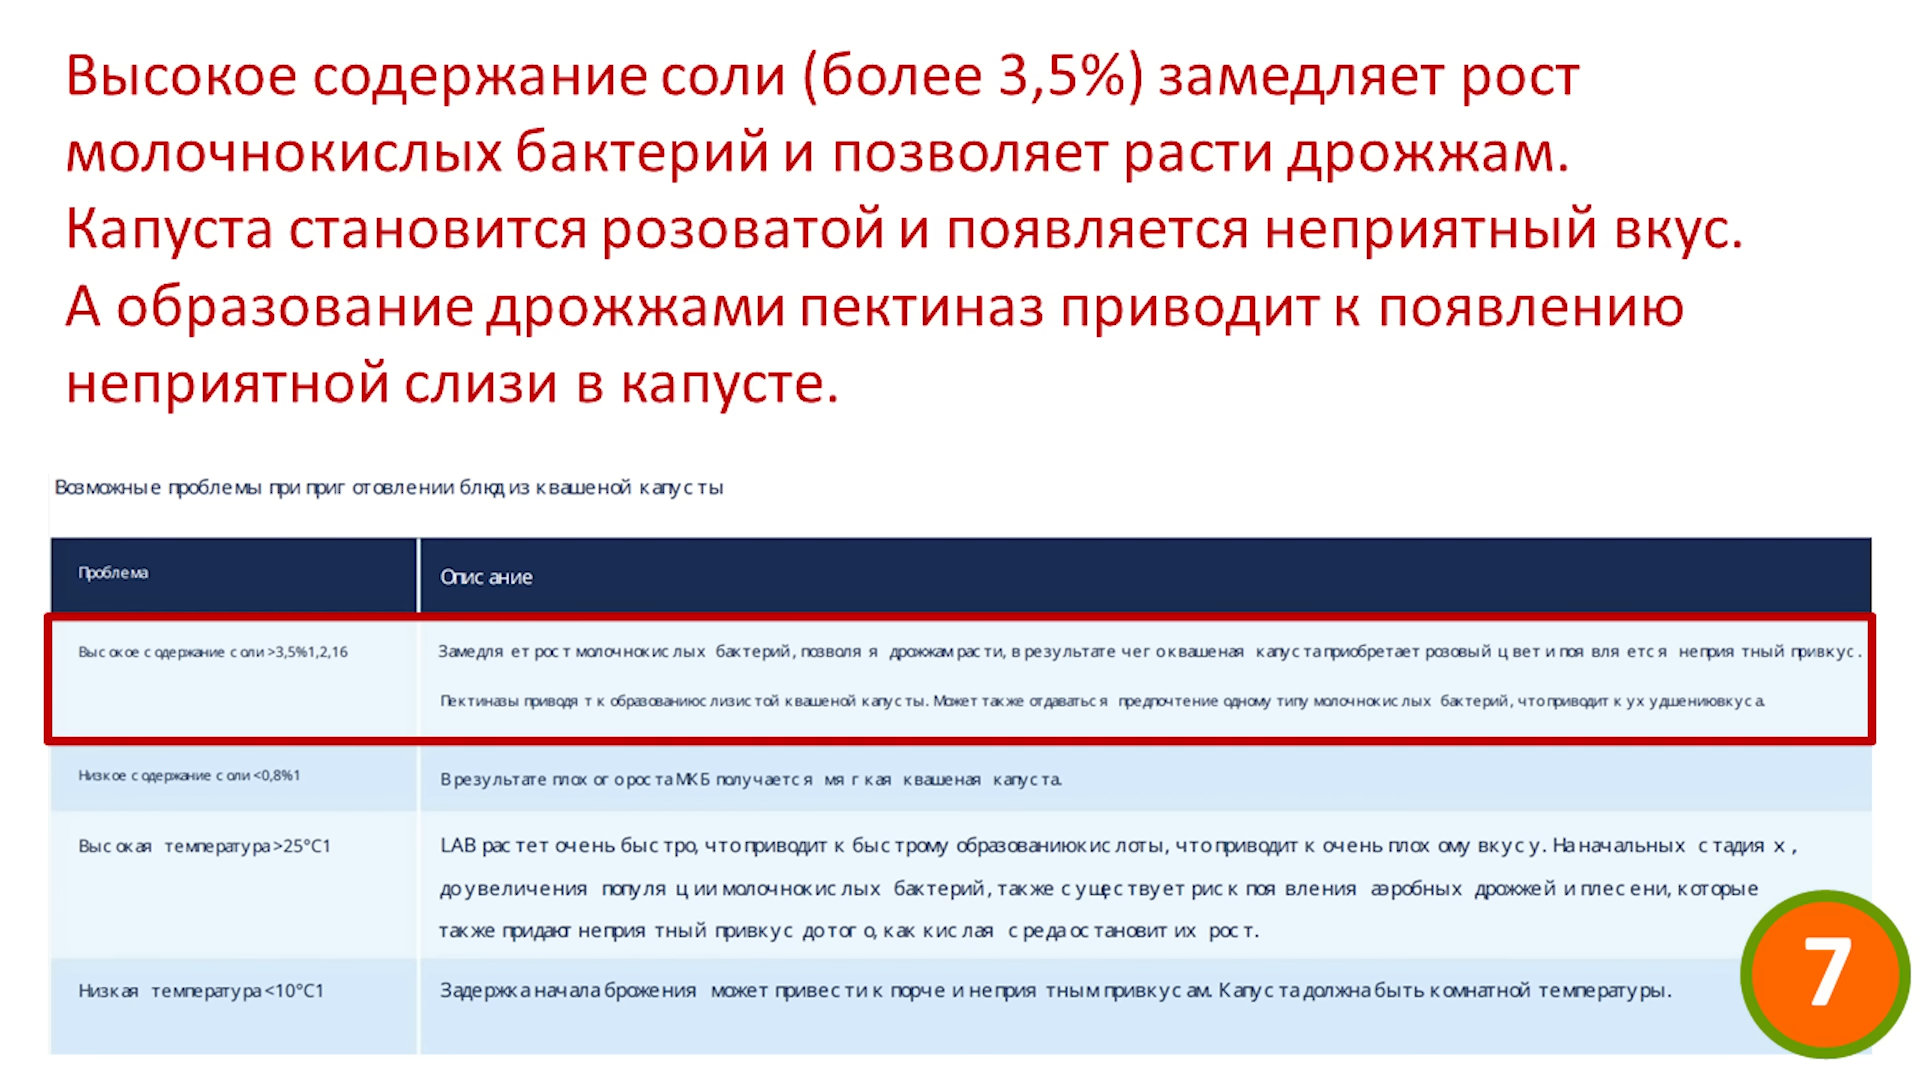 Высокое содержание соли (более 3,5%) замедляет рост
молочнокислых бактерий и позволяет расти дрожжам.
Капуста становится розоватой и появляется неприятный вкус.
А образование дрожжами пектиназ приводит к появлению
неприятной слизи в капусте.
Возможные проблемы при приготовлении блюд из квашеной капусты
Проблема
Описание
Высокое содержание соли >3,5%1,2,16
Замедляет рост молочнокислых бактерий, позволяя дрожжам расти, в результате чего квашеная капуста приобретает розовый цвет и появляется неприятный привкус.
Пектиназы приводят к образованию слизистой квашеной капусты. Может также отдаваться предпочтение одному типу молочнокислых бактерий, что приводит к ухудшению вкуса.
Низкое содержание соли <0,8%1
В результате плохого роста МКБ получается мягкая квашеная капуста.
Высокая температура >25°C1
LAB растет очень быстро, что приводит к быстрому образованию кислоты, что приводит к очень плохому вкусу. На начальных стадиях,
до увеличения популяции молочнокислых бактерий, также существует риск появления аэробных дрожжей и плесени, которые
также придают неприятный привкус до того, как кислая среда остановит их рост.
Низкая температура <10°C1
Задержка начала брожения может привести к порче и неприятным привкусам. Капуста должна быть комнатной температуры.
7